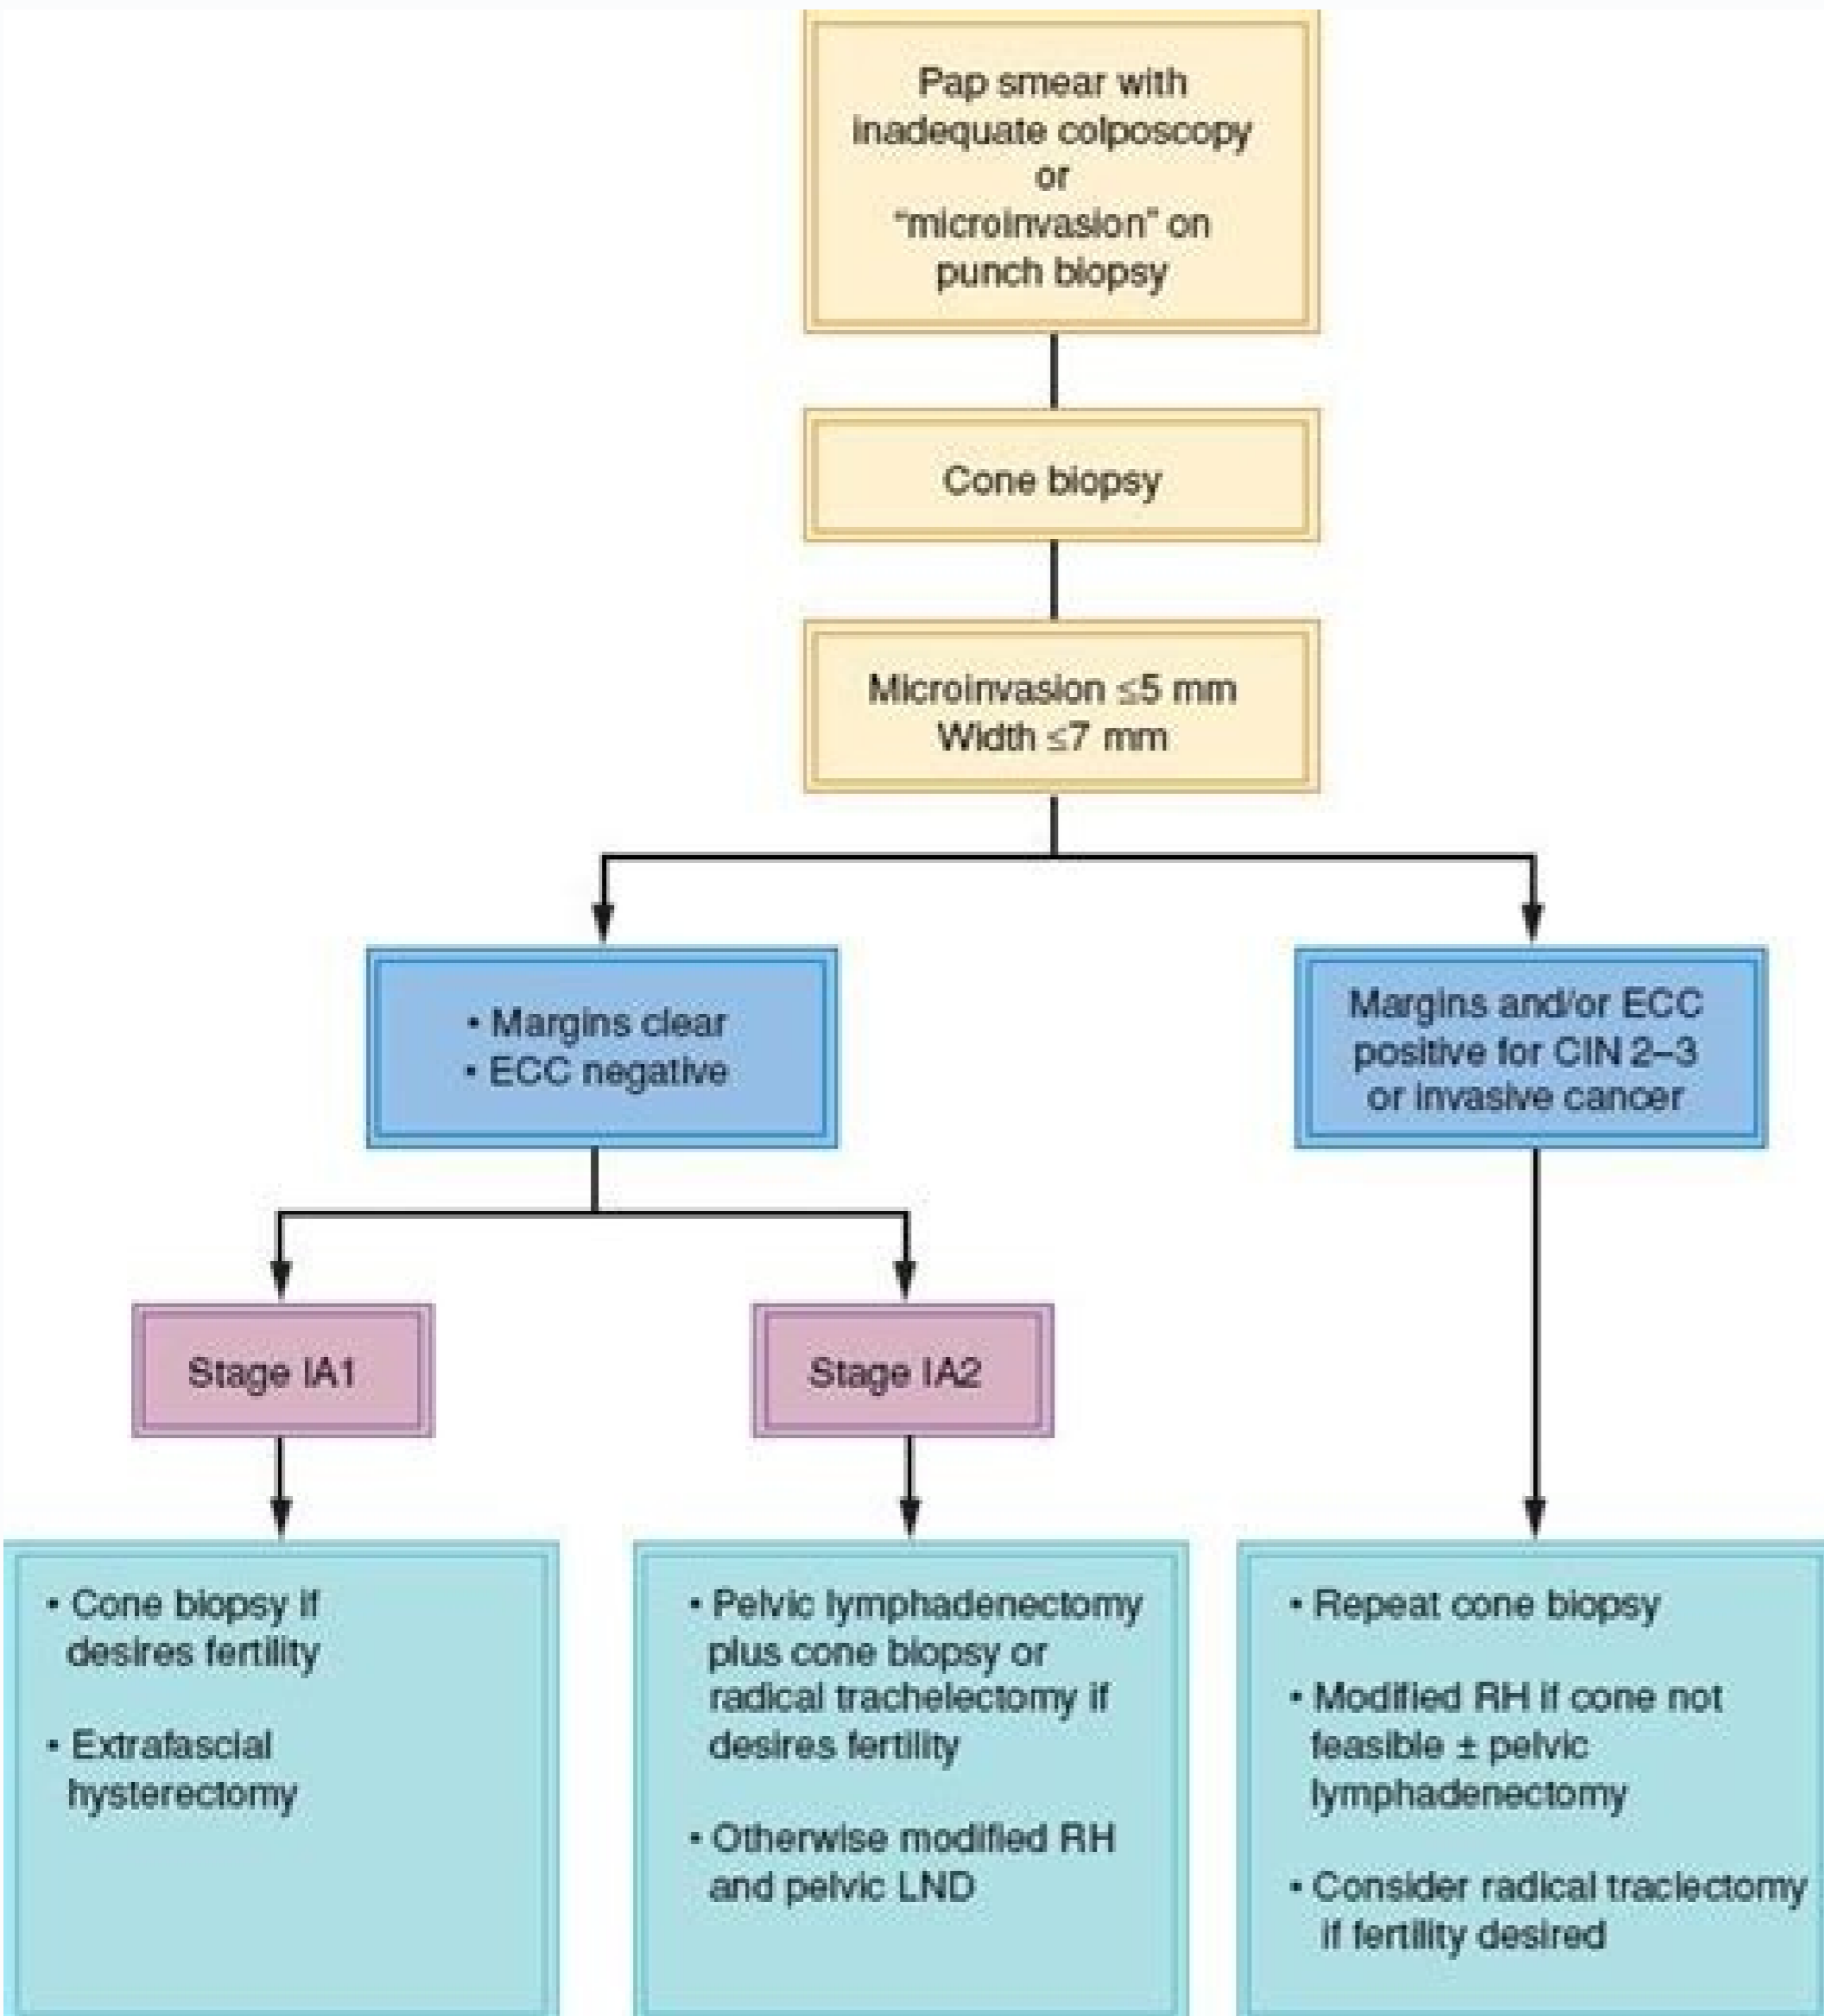 Pap smear with
inadequate colposcopy
or
“microinvasion” on
punch biopsy
Cone biopsy
Microinvasion ≤5 mm
Width ≤7 mm
• Margins clear
• ECC negative
Margins and/or ECC
positive for CIN 2–3
or invasive cancer
Stage IA1
Stage IA2
• Cone biopsy if
desires fertility
• Extrafascial
hysterectomy
• Pelvic lymphadenectomy
plus cone biopsy or
radical trachelectomy if
desires fertility
• Otherwise modified RH
and pelvic LND
• Repeat cone biopsy
• Modified RH if cone not
feasible ± pelvic
lymphadenectomy
• Consider radical traclectomy
if fertility desired